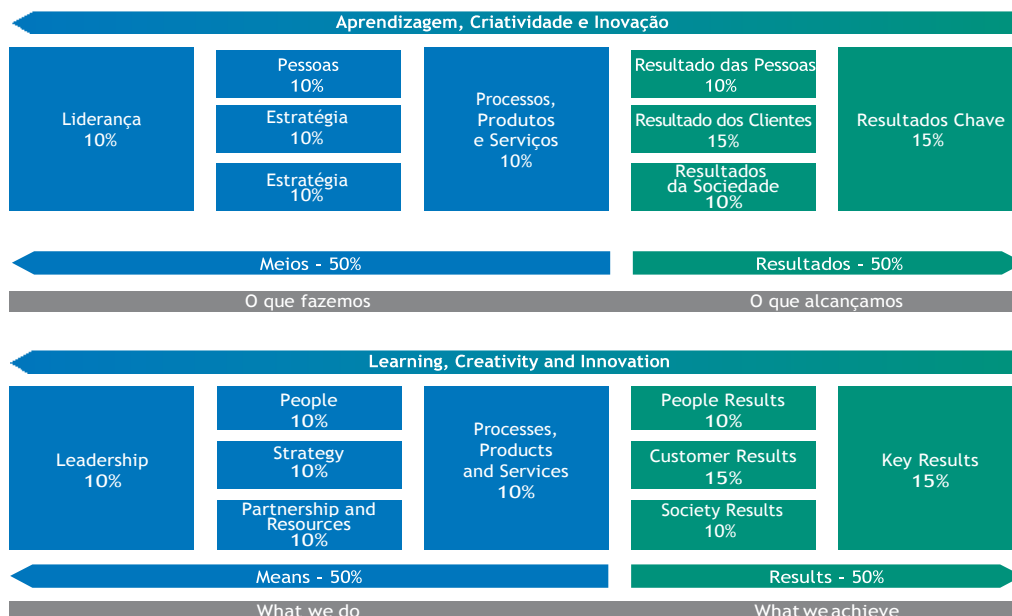 Aprendizagem, Criatividade e Inovação
Liderança
10%
Pessoas
10%
Estratégia
10%
Estratégia
10%
Processos,
Produtos
e Serviços
10%
Resultado das Pessoas
10%
Resultado dos Clientes
15%
Resultados
da Sociedade
10%
Resultados Chave
15%
Meios - 50%
Resultados - 50%
O que fazemos
O que alcançamos
Learning, Creativity and Innovation
Leadership
10%
People
10%
Strategy
10%
Partnership and
Resources
10%
Processes,
Products
and Services
10%
People Results
10%
Customer Results
15%
Society Results
10%
Key Results
15%
Means - 50%
Results - 50%
What we do
What we achieve